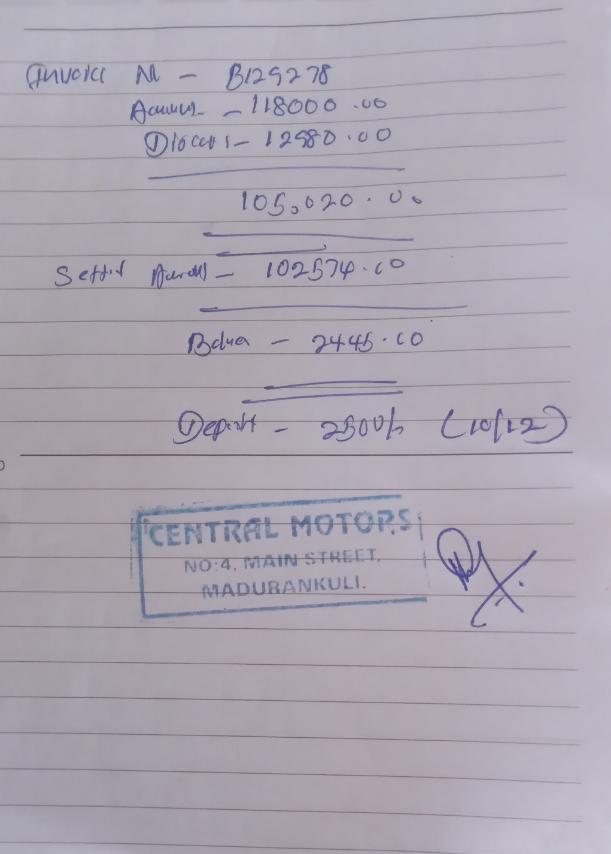 Invoice No - B129278
Amount - 118000.00
Discount - 12980.00
105,020.00
Settil Amount - 102574.00
Balance - 2445.00
Deposit - 2500/- (10/12)
CENTRAL MOTORS
NO:4, MAIN STREET,
MADURANKULI.